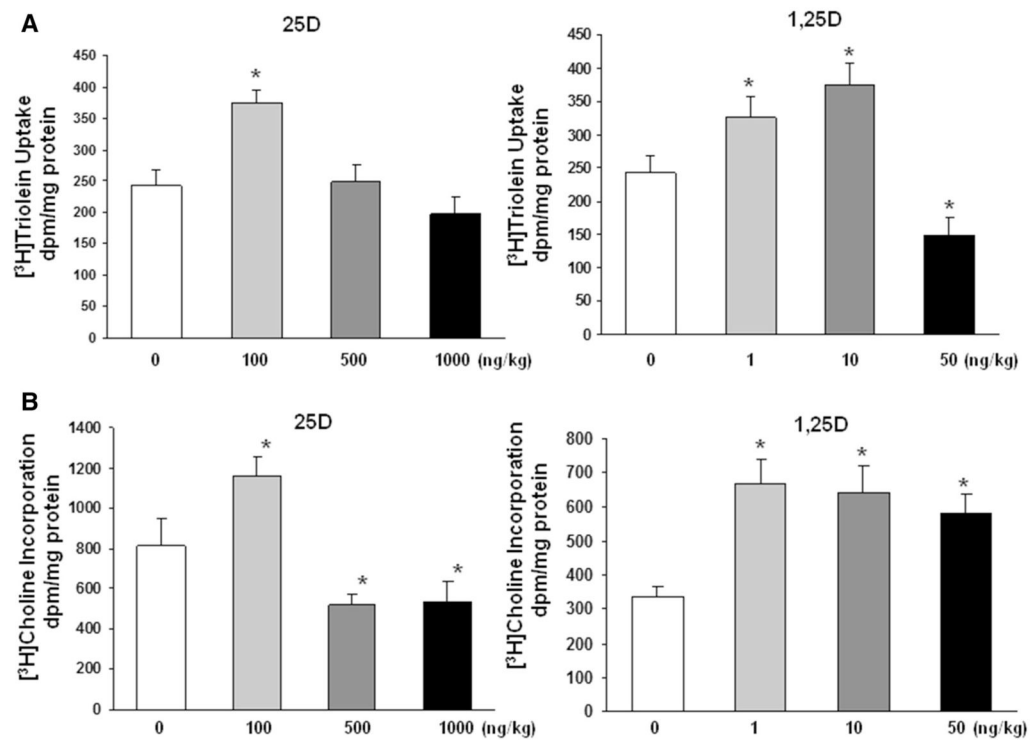 A
25D
[³H]Triolein Uptake
dpm/mg protein
450
400
350
300
250
200
150
100
50
0
*
0 100 500 1000 (ng/kg)
1,25D
[³H]Triolein Uptake
dpm/mg protein
450
400
350
300
250
200
150
100
50
0
*
*
*
0 1 10 50 (ng/kg)
B
25D
[³H]Choline Incorporation
dpm/mg protein
1400
1200
1000
800
600
400
200
0
*
*
*
0 100 500 1000 (ng/kg)
1,25D
[³H]Choline Incorporation
dpm/mg protein
800
700
600
500
400
300
200
100
0
*
*
*
0 1 10 50 (ng/kg)